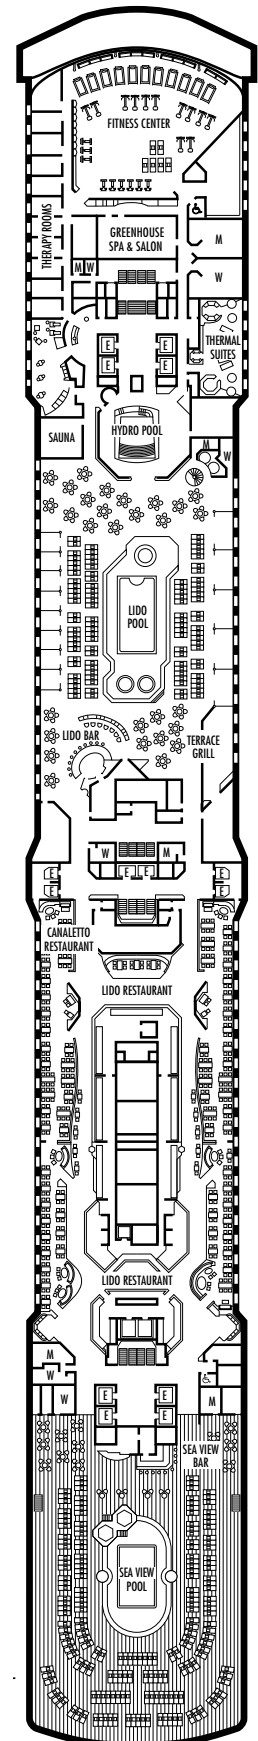 FITNESS CENTER
THERAPY ROOMS
GREENHOUSE
SPA & SALON
M
W
M W
E E
E E
THERMAL
SUITES
HYDRO POOL
SAUNA
M
W
LIDO
POOL
LIDO BAR
TERRACE
GRILL
W
M
E E
E
E
E
E
CANALETTO
RESTAURANT
LIDO RESTAURANT
LIDO RESTAURANT
M
W
W
M
E E
E E
SEA VIEW
BAR
SEA VIEW
POOL